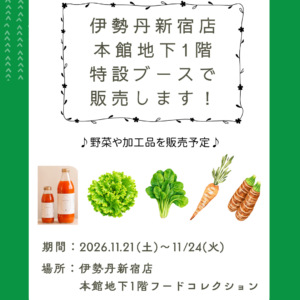 伊勢丹新宿店
本館地下1階
特設ブースで
販売します！
♪野菜や加工品を販売予定♪
期間：2026.11.21(土)～11/24(火)
場所：伊勢丹新宿店
本館地下1階フードコレクション